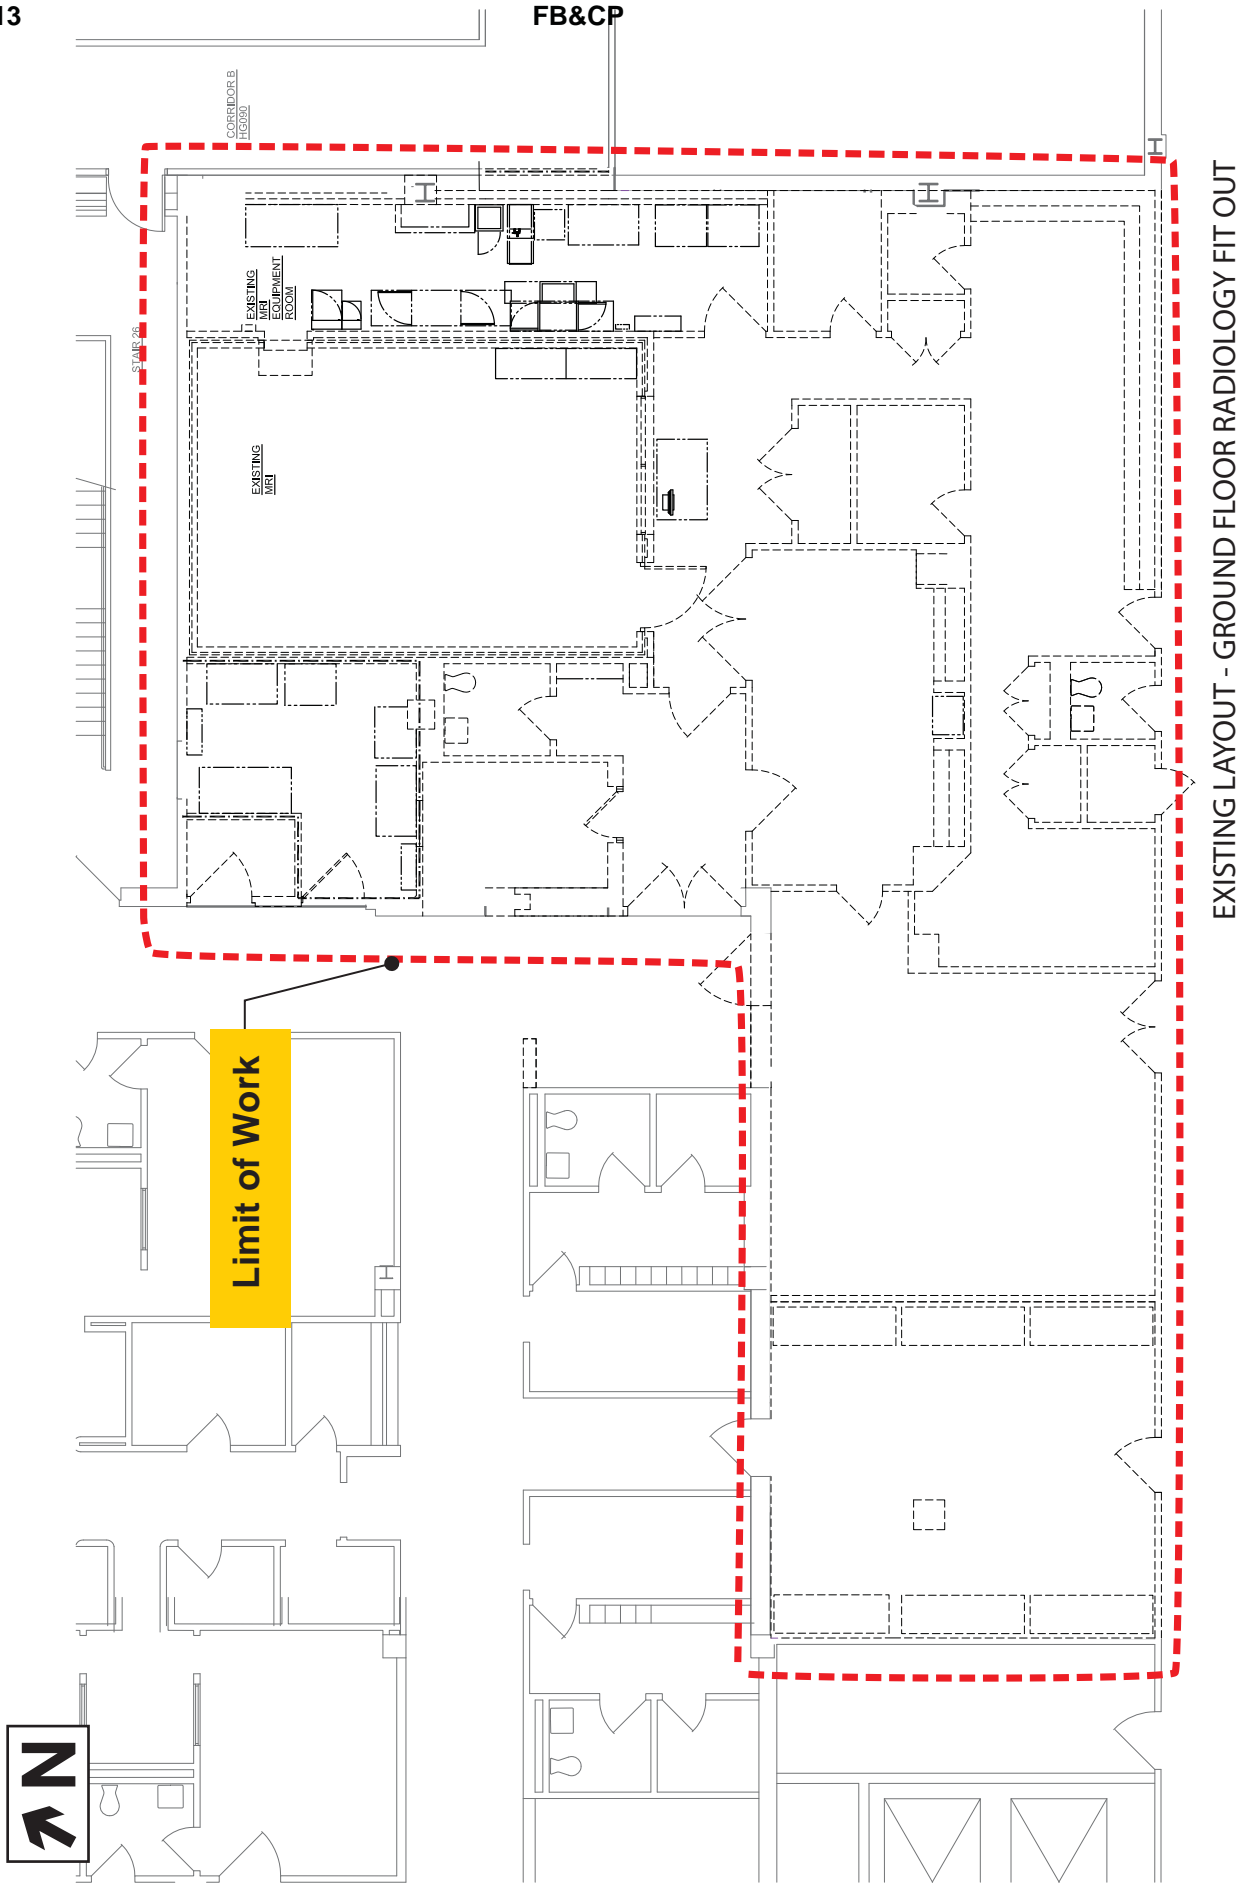 13
FB&CP
CORRIDOR B
HG090
STAIR 26
EXISTING
MRI
EQUIPMENT
ROOM
EXISTING
MRI
Limit of Work
N
EXISTING LAYOUT - GROUND FLOOR RADIOLOGY FIT OUT